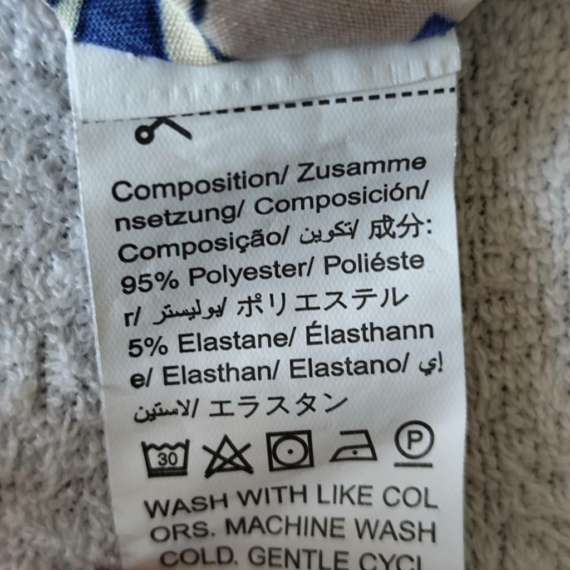 Composition/ Zusamme
nsetzung/ Composición/
Composição/ تكوين/ 成分:
95% Polyester/ Poliéste
r/ بوليستر/ ポリエステル
5% Elastane/ Élasthann
e/ Elasthan/ Elastano/ إي
لاستين/ エラスタン
30
P
WASH WITH LIKE COL
ORS. MACHINE WASH
COLD. GENTLE CYCL